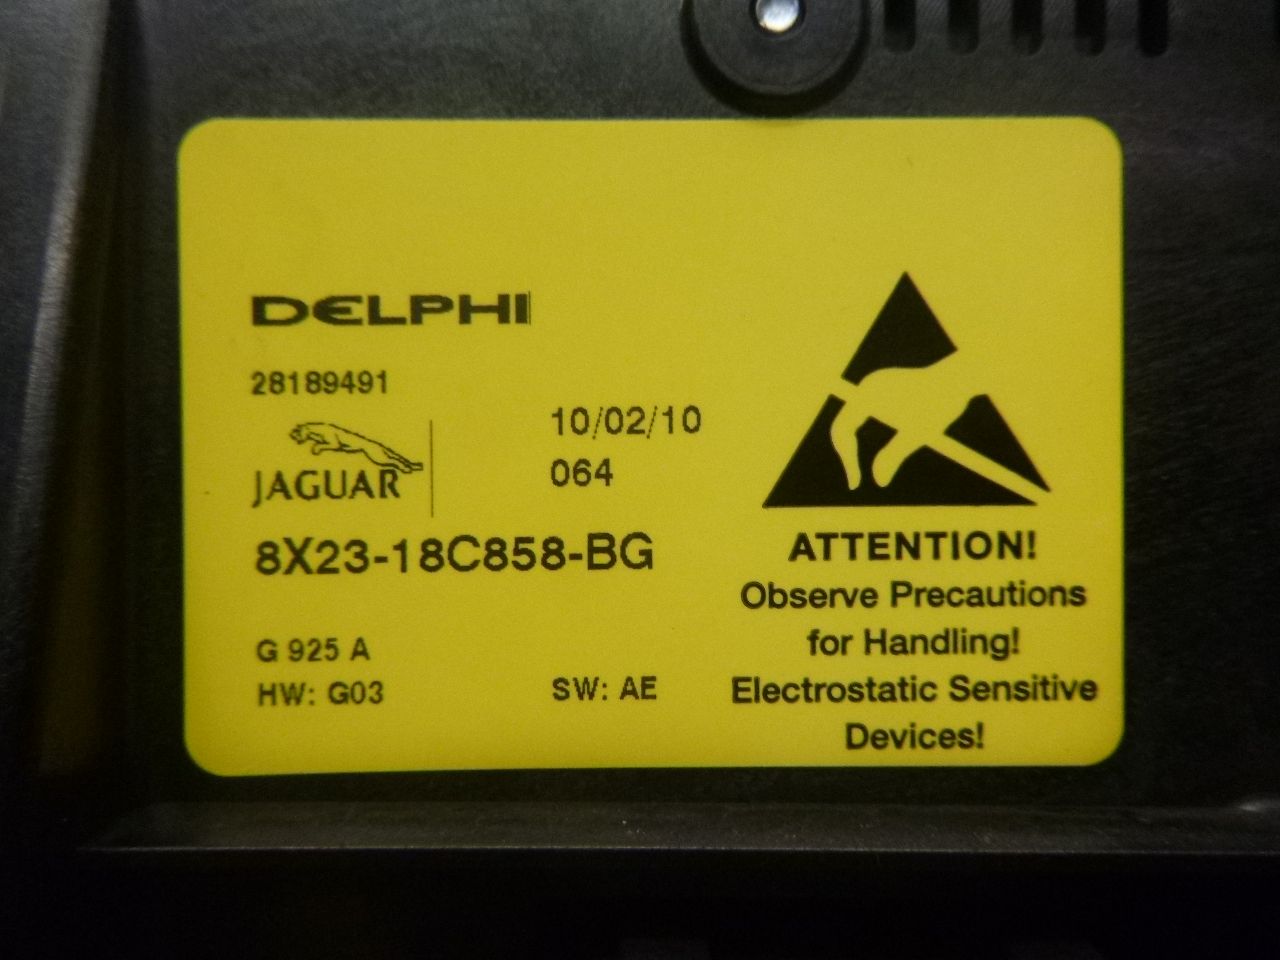 DELPHI
28189491
JAGUAR
10/02/10
064
8X23-18C858-BG
G 925 A
HW: G03
SW: AE
ATTENTION!
Observe Precautions
for Handling!
Electrostatic Sensitive
Devices!